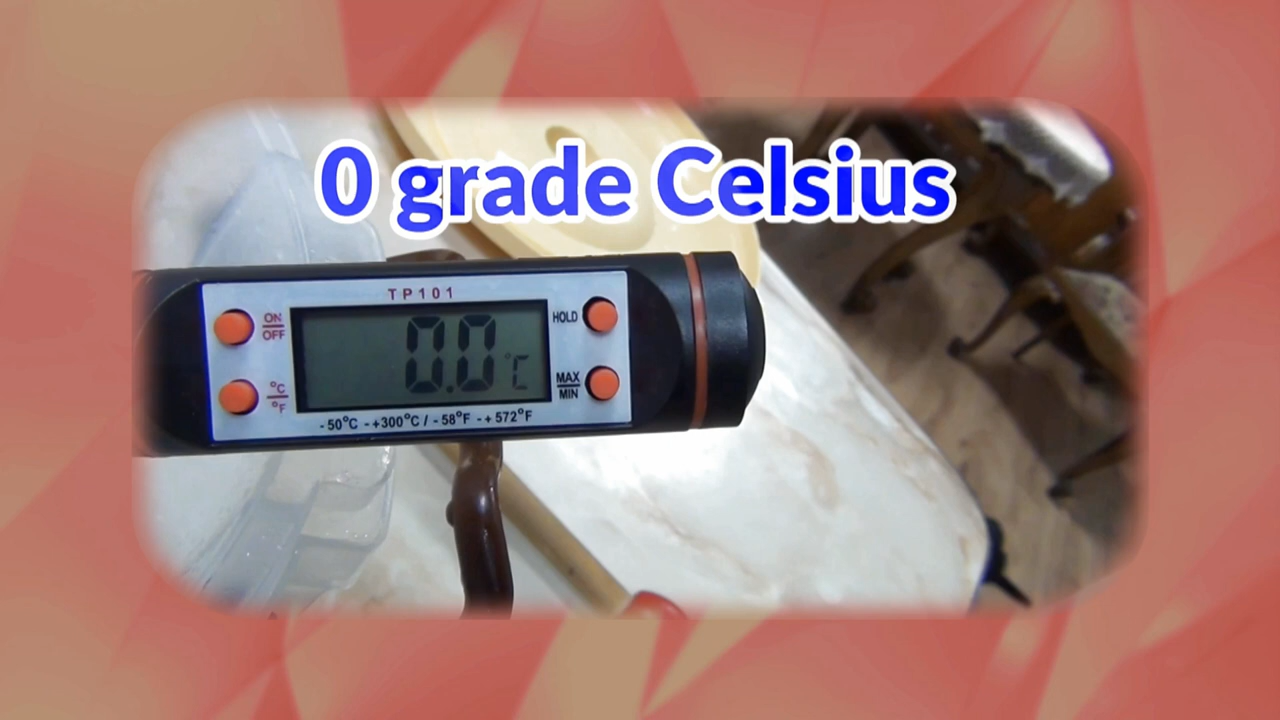 0 grade Celsius
TP101
ON
OFF
HOLD
0.0 °C
°C
°F
MAX
MIN
-50°C -+300°C / -58°F -+572°F